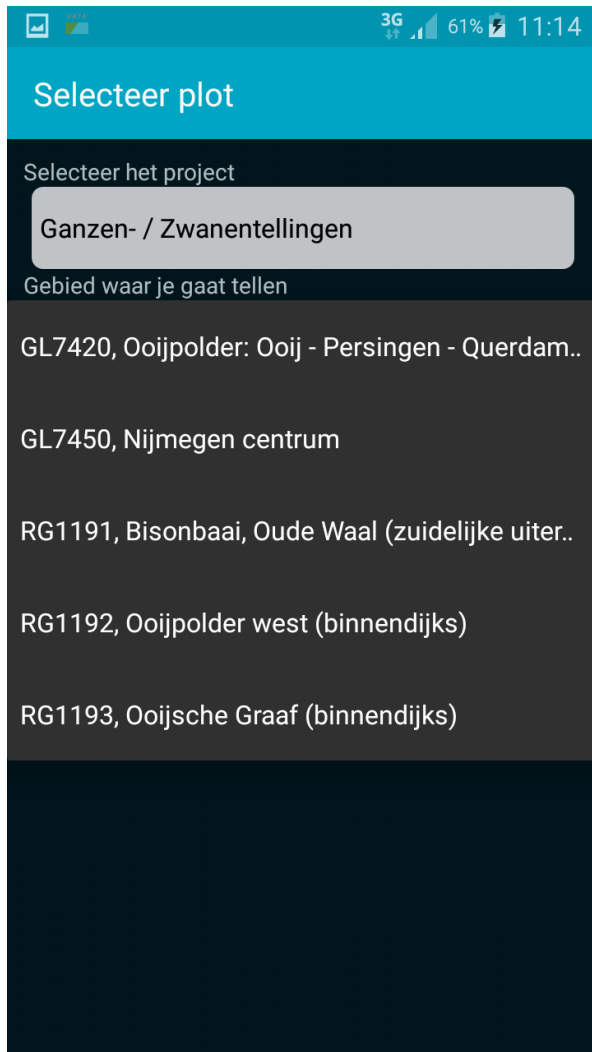 DATA
3G 61% 11:14
Selecteer plot
Selecteer het project
Ganzen- / Zwanentellingen
Gebied waar je gaat tellen
GL7420, Ooijpolder: Ooij - Persingen - Querdam..
GL7450, Nijmegen centrum
RG1191, Bisonbaai, Oude Waal (zuidelijke uiter..
RG1192, Ooijpolder west (binnendijks)
RG1193, Ooijsche Graaf (binnendijks)